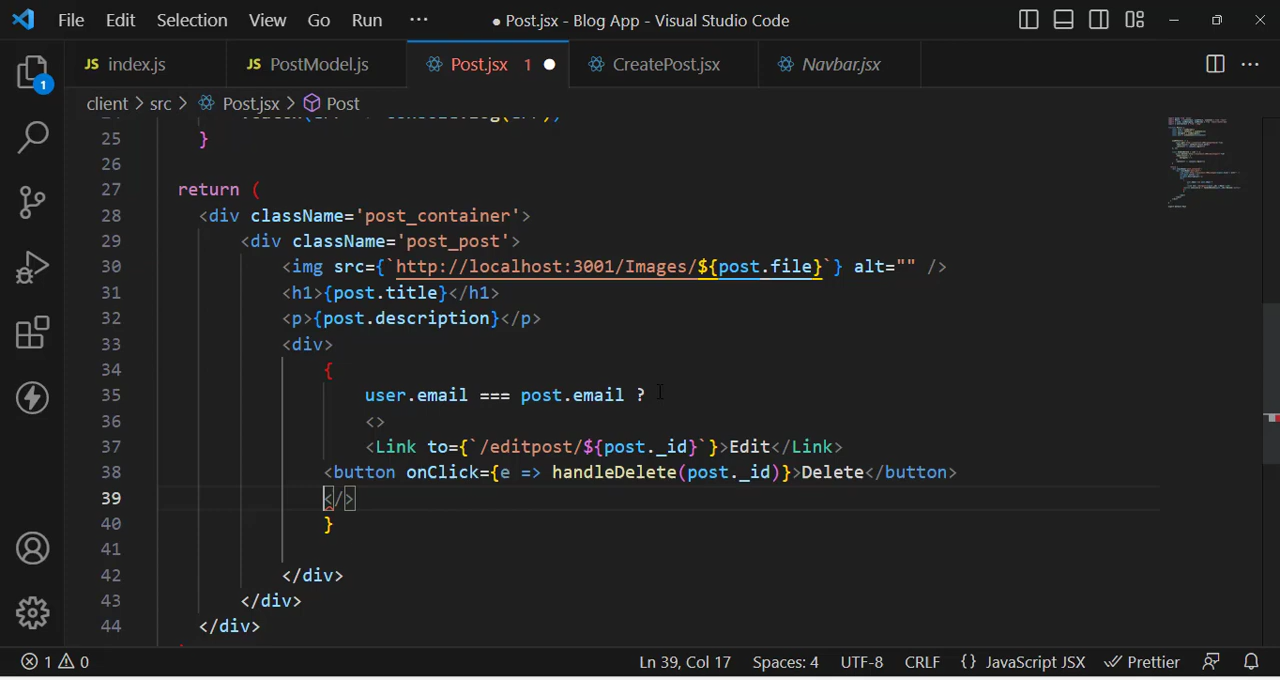 File Edit Selection View Go Run ··· ● Post.jsx - Blog App - Visual Studio Code
JS index.js JS PostModel.js Post.jsx 1 ● CreatePost.jsx Navbar.jsx
client > src > Post.jsx > Post
1
25 }
26
27 return (
28 <div className='post_container'>
29 <div className='post_post'>
30 <img src={`http://localhost:3001/Images/${post.file}`} alt="" />
31 <h1>{post.title}</h1>
32 <p>{post.description}</p>
33 <div>
34 {
35 user.email === post.email ?
36 <>
37 <Link to={`/editpost/${post._id}`}>Edit</Link>
38 <button onClick={e => handleDelete(post._id)}>Delete</button>
39 </>
40 }
41
42 </div>
43 </div>
44 </div>
1 0 Ln 39, Col 17 Spaces: 4 UTF-8 CRLF {} JavaScript JSX Prettier